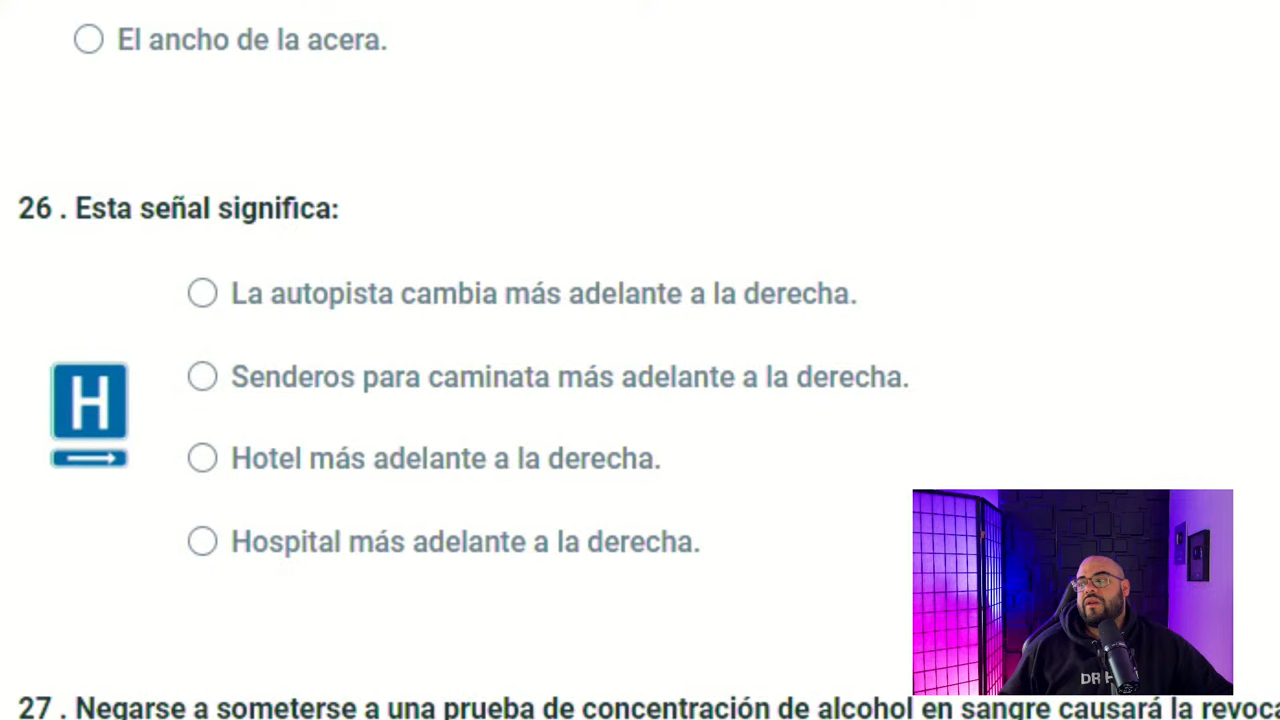 El ancho de la acera.
26 . Esta señal significa:
La autopista cambia más adelante a la derecha.
Senderos para caminata más adelante a la derecha.
H
Hotel más adelante a la derecha.
Hospital más adelante a la derecha.
DR H
27 . Negarse a someterse a una prueba de concentración de alcohol en sangre causará la revoca